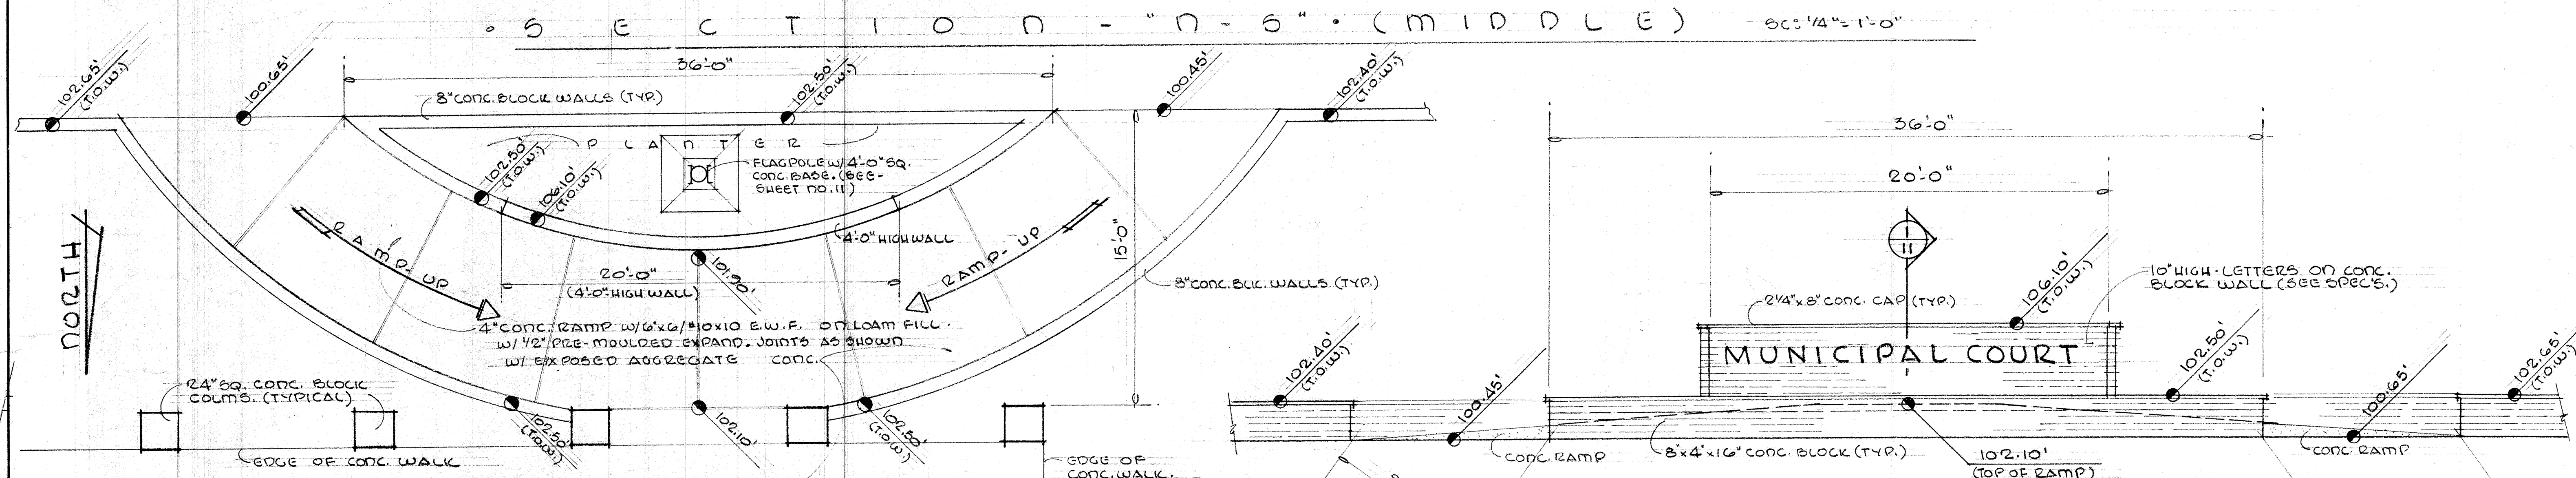 · S E C T I O N - "N-S" · (MIDDLE) SC: 1/4"=1'-0"
102.65'
(T.O.W.)
100.65'
36'-0"
8" CONC. BLOCK WALLS (TYP.)
102.50'
(T.O.W.)
100.45'
102.40'
(T.O.W.)
PLANTER
FLAGPOLE W/ 4'-0" SQ.
CONC. BASE. (SEE-
SHEET NO. 11)
102.50'
(T.O.W.)
106.10'
(T.O.W.)
NORTH
RAMP- UP
4'-0" HIGH WALL
RAMP- UP
15'-0"
20'-0"
(4'-0" HIGH WALL)
101.90'
8" CONC. BLK. WALLS (TYP.)
4" CONC. RAMP W/ 6"x6"/#10x10 E.W.F. ON LOAM FILL.
W/ 1/2" PRE-MOULDED EXPAND. JOINTS AS SHOWN
W/ EXPOSED AGGREGATE CONC.
24" SQ. CONC. BLOCK
COLMS. (TYPICAL)
102.50'
(T.O.W.)
102.10'
102.50'
(T.O.W.)
EDGE OF CONC. WALK
EDGE OF
CONC. WALK.
36'-0"
20'-0"
11
2 1/4"x8" CONC. CAP (TYP.)
106.10'
(T.O.W.)
10" HIGH-LETTERS ON CONC.
BLOCK WALL (SEE SPEC'S.)
MUNICIPAL COURT
102.40'
(T.O.W.)
100.45'
102.50'
(T.O.W.)
100.65'
102.65'
(T.O.W.)
CONC. RAMP
8"x4"x16" CONC. BLOCK (TYP.)
102.10'
(TOP OF RAMP)
CONC. RAMP